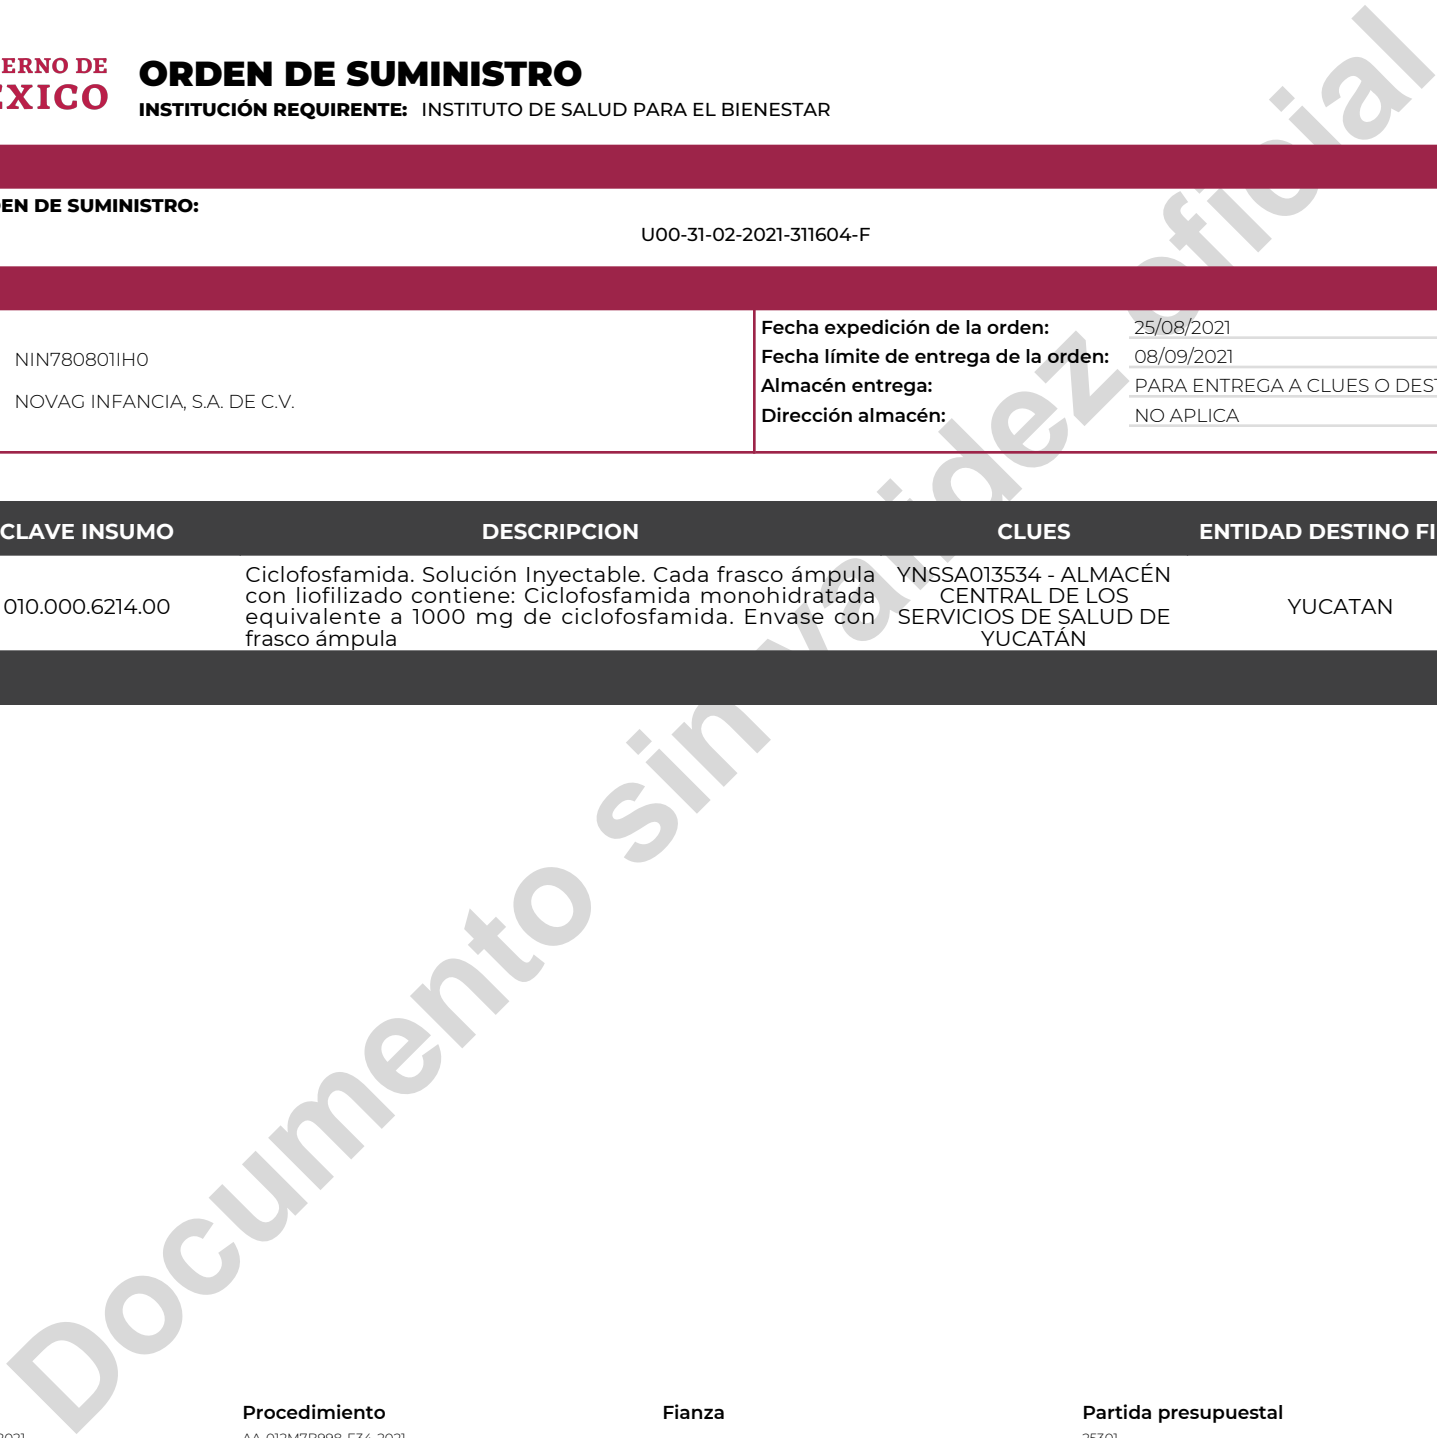 ERNO DE
EXICO
ORDEN DE SUMINISTRO
INSTITUCIÓN REQUIRENTE: INSTITUTO DE SALUD PARA EL BIENESTAR
EN DE SUMINISTRO:
U00-31-02-2021-311604-F
NIN780801IH0
NOVAG INFANCIA, S.A. DE C.V.
Fecha expedición de la orden: 25/08/2021
Fecha límite de entrega de la orden: 08/09/2021
Almacén entrega: PARA ENTREGA A CLUES O DEST
Dirección almacén: NO APLICA
CLAVE INSUMO DESCRIPCION CLUES ENTIDAD DESTINO FI
010.000.6214.00
Ciclofosfamida. Solución Inyectable. Cada frasco ámpula
con liofilizado contiene: Ciclofosfamida monohidratada
equivalente a 1000 mg de ciclofosfamida. Envase con
frasco ámpula
YNSSA013534 - ALMACÉN
CENTRAL DE LOS
SERVICIOS DE SALUD DE
YUCATÁN
YUCATAN
Documento sin validez oficial
Procedimiento Fianza Partida presupuestal